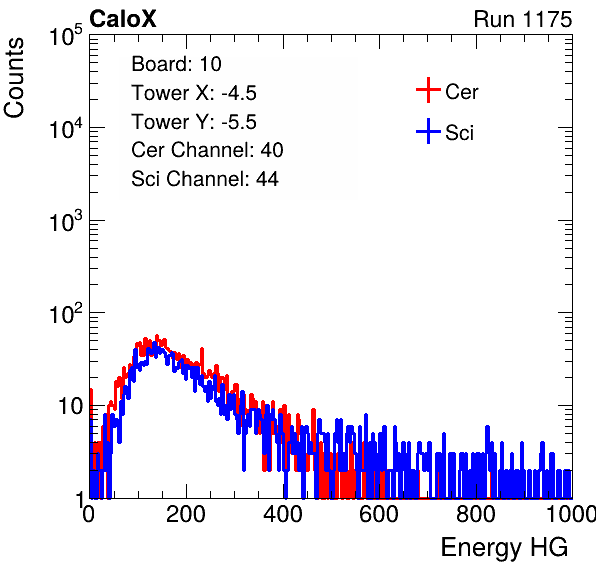 CaloX Run 1175
Counts
10^5
10^4
10^3
10^2
10
1
Board: 10
Tower X: -4.5
Tower Y: -5.5
Cer Channel: 40
Sci Channel: 44
Cer
Sci
0 200 400 600 800 1000
Energy HG